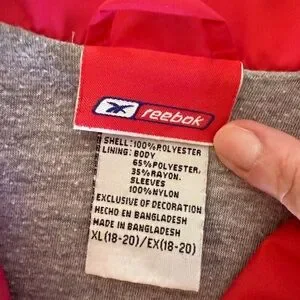 reebok
SHELL: 100% POLYESTER
LINING: BODY
65% POLYESTER,
35% RAYON.
SLEEVES
100% NYLON
EXCLUSIVE OF DECORATION
HECHO EN BANGLADESH
MADE IN BANGLADESH
XL(18-20)/EX(18-20)